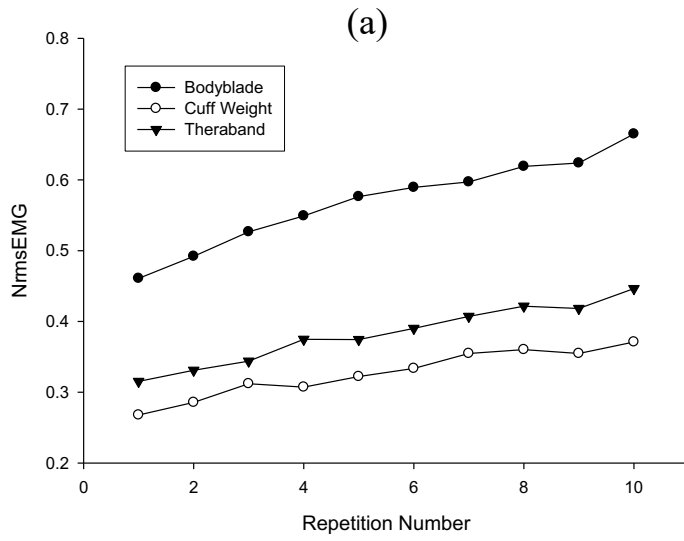 (a)
0.8
Bodyblade
Cuff Weight
Theraband
0.7
0.6
0.5
0.4
0.3
0.2
NrmsEMG
0 2 4 6 8 10
Repetition Number